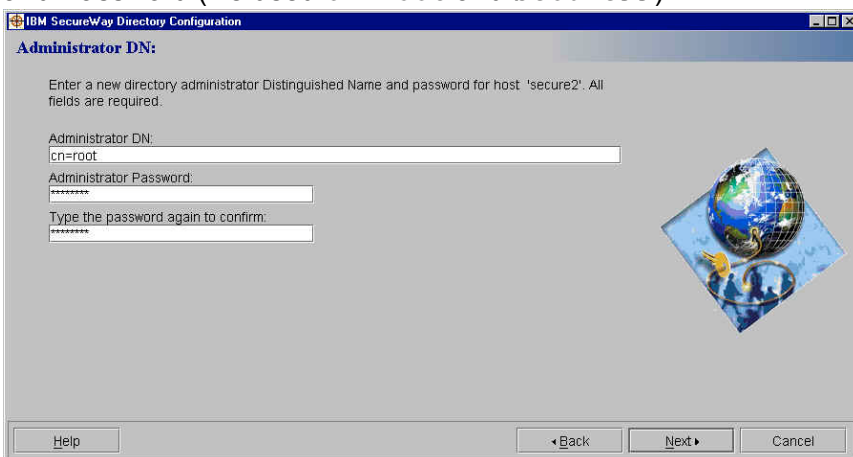 IBM SecureWay Directory Configuration
Administrator DN:
Enter a new directory administrator Distinguished Name and password for host 'secure2'. All
fields are required.
Administrator DN:
cn=root
Administrator Password:
********
Type the password again to confirm:
********
Help
Back
Next
Cancel